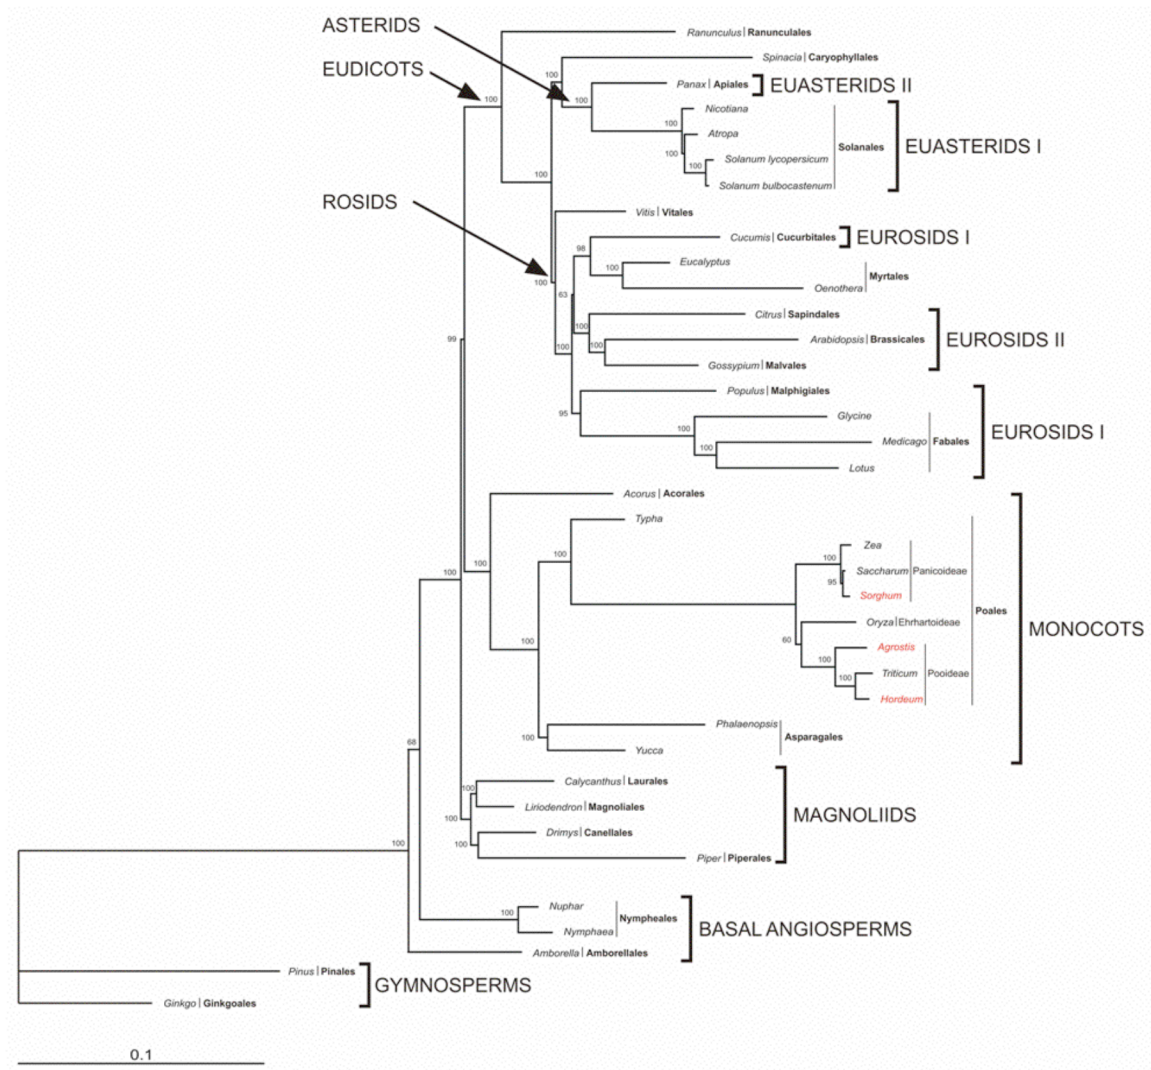 ASTERIDS
Ranunculus | Ranunculales
EUDICOTS
Spinacia | Caryophyllales
100
Panax | Apiales
EUASTERIDS II
100
100
Nicotiana
100
Atropa
Solanales
EUASTERIDS I
100
Solanum lycopersicum
100
Solanum bulbocastenum
100
ROSIDS
Vitis | Vitales
Cucumis | Cucurbitales
EUROSIDS I
98
Eucalyptus
100
Myrtales
100
Oenothera
63
Citrus | Sapindales
100
Arabidopsis | Brassicales
EUROSIDS II
99
100
100
Gossypium | Malvales
Populus | Malphigiales
95
Glycine
100
EUROSIDS I
Medicago
Fabales
100
Lotus
Acorus | Acorales
Typha
Zea
100
100
Saccharum
Panicoideae
100
100
95
Sorghum
Poales
Oryza | Ehrhartoideae
MONOCOTS
100
60
Agrostis
100
Triticum
Pooideae
100
Hordeum
Phalaenopsis
100
Asparagales
68
Yucca
Calycanthus | Laurales
100
Liriodendron | Magnoliales
MAGNOLIIDS
100
Drimys | Canellales
100
100
Piper | Piperales
Nuphar
100
Nympheales
BASAL ANGIOSPERMS
Nymphaea
Amborella | Amborellales
Pinus | Pinales
GYMNOSPERMS
Ginkgo | Ginkgoales
0.1